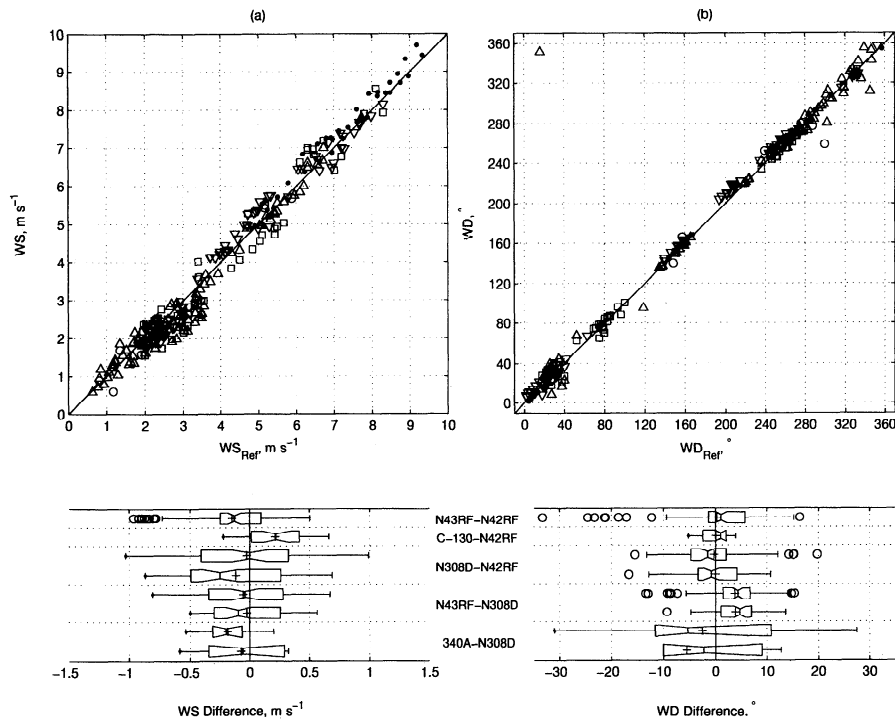 (a)
10
9
8
7
6
5
4
3
2
1
0
WS, m s⁻¹
0 1 2 3 4 5 6 7 8 9 10
WS_Ref, m s⁻¹
(b)
360
320
280
240
200
160
120
80
40
0
WD, °
0 40 80 120 160 200 240 280 320 360
WD_Ref, °
N43RF−N42RF
C−130−N42RF
N308D−N42RF
N43RF−N308D
340A−N308D
−1.5 −1 −0.5 0 0.5 1 1.5
WS Difference, m s⁻¹
−30 −20 −10 0 10 20 30
WD Difference. °